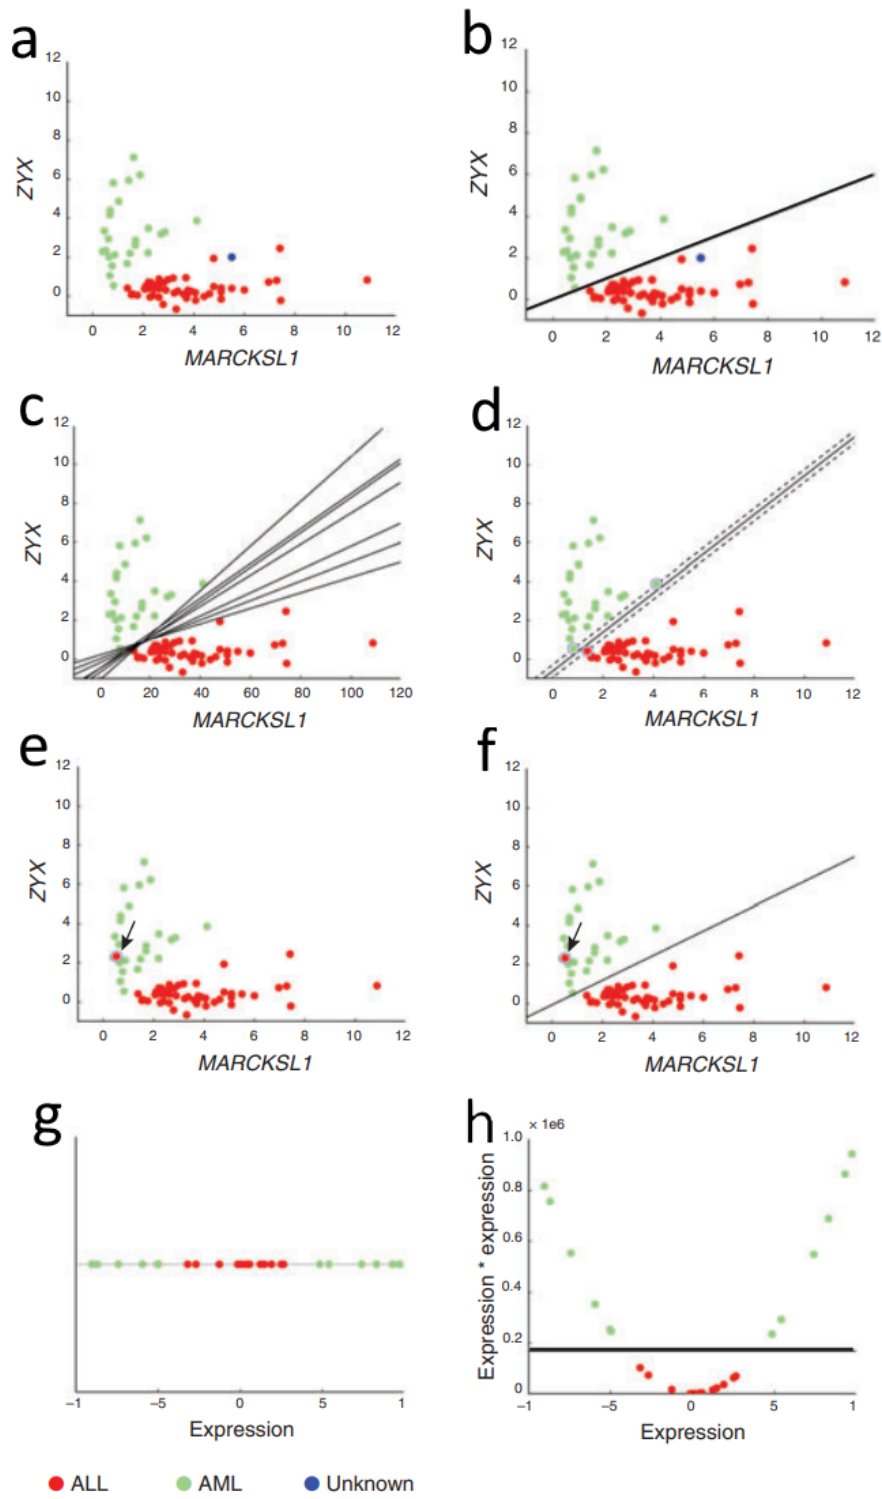 a
12
10
8
6
4
2
0
ZYX
0 2 4 6 8 10 12
MARCKSL1
b
12
10
8
6
4
2
0
ZYX
0 2 4 6 8 10 12
MARCKSL1
c
12
10
8
6
4
2
0
ZYX
0 20 40 60 80 100 120
MARCKSL1
d
12
10
8
6
4
2
0
ZYX
0 2 4 6 8 10 12
MARCKSL1
e
12
10
8
6
4
2
0
ZYX
0 2 4 6 8 10 12
MARCKSL1
f
12
10
8
6
4
2
0
ZYX
0 2 4 6 8 10 12
MARCKSL1
g
−1 −5 0 5 1
Expression
h
× 1e6
1.0
0.8
0.6
0.4
0.2
0
Expression * expression
−1 −5 0 5 1
Expression
ALL AML Unknown